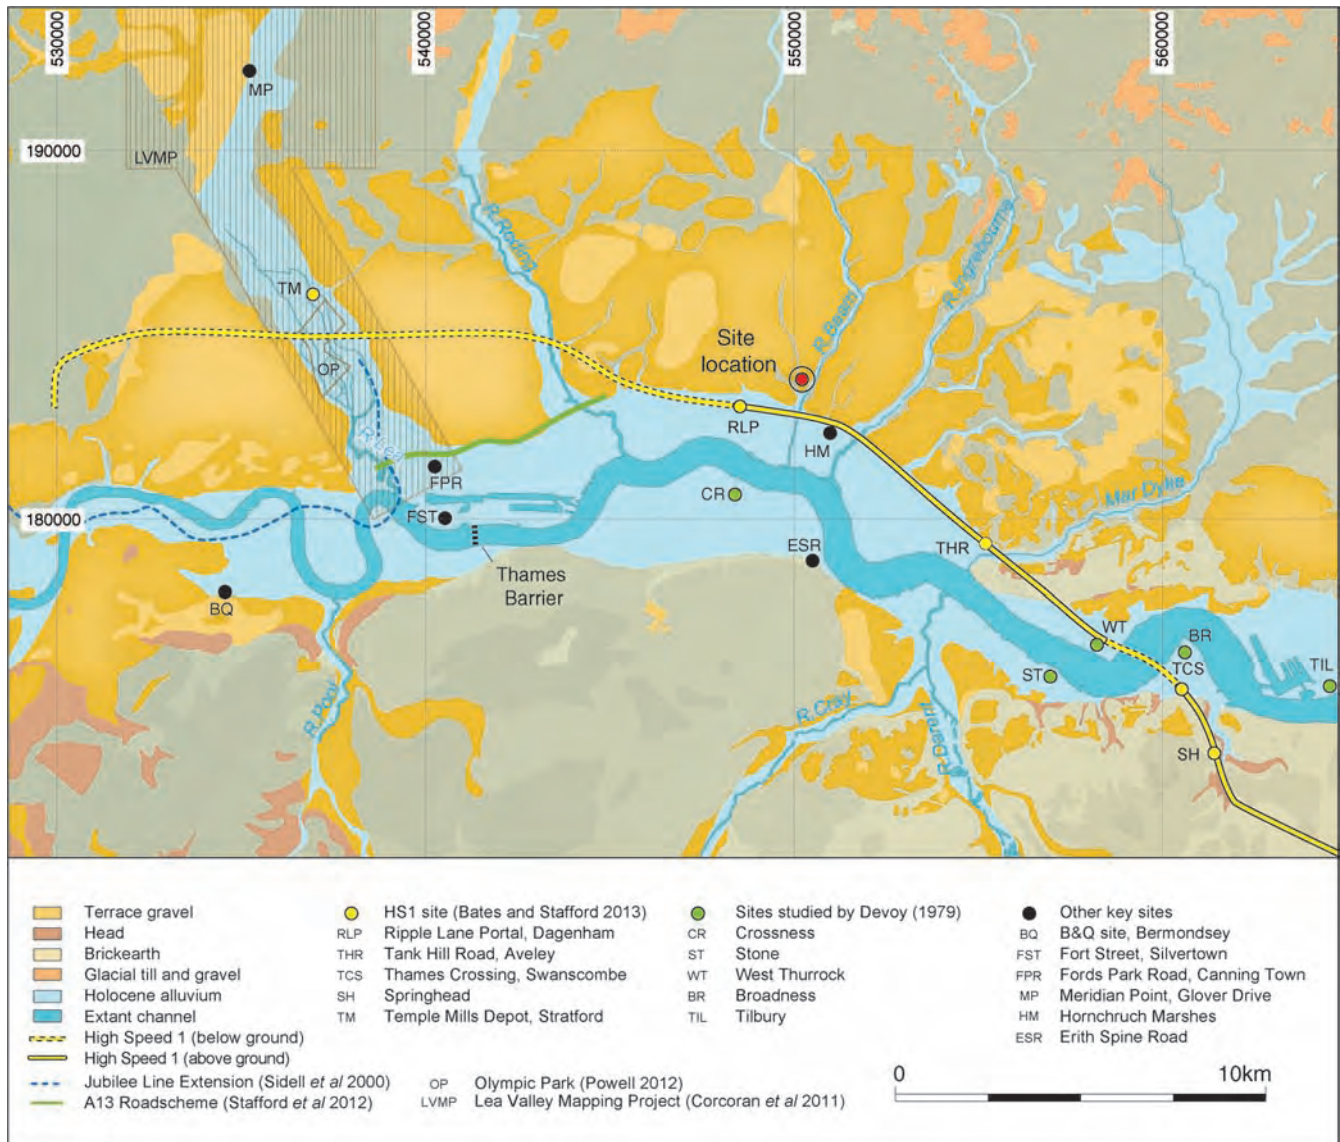 530000
540000
550000
560000
MP
190000
LVMP
R.Roding
R.Beam
R.Ingrebourne
TM
Site
location
OP
RLP
R.Lea
HM
FPR
CR
Mar Dyke
180000
FST
THR
ESR
Thames
Barrier
BQ
WT
BR
ST
TCS
TIL
R.Cray
R.Darent
SH
Terrace gravel
Head
Brickearth
Glacial till and gravel
Holocene alluvium
Extant channel
High Speed 1 (below ground)
High Speed 1 (above ground)
Jubilee Line Extension (Sidell et al 2000)
A13 Roadscheme (Stafford et al 2012)
HS1 site (Bates and Stafford 2013)
RLP Ripple Lane Portal, Dagenham
THR Tank Hill Road, Aveley
TCS Thames Crossing, Swanscombe
SH Springhead
TM Temple Mills Depot, Stratford
OP Olympic Park (Powell 2012)
LVMP Lea Valley Mapping Project (Corcoran et al 2011)
Sites studied by Devoy (1979)
CR Crossness
ST Stone
WT West Thurrock
BR Broadness
TIL Tilbury
Other key sites
BQ B&Q site, Bermondsey
FST Fort Street, Silvertown
FPR Fords Park Road, Canning Town
MP Meridian Point, Glover Drive
HM Hornchruch Marshes
ESR Erith Spine Road
0 10km